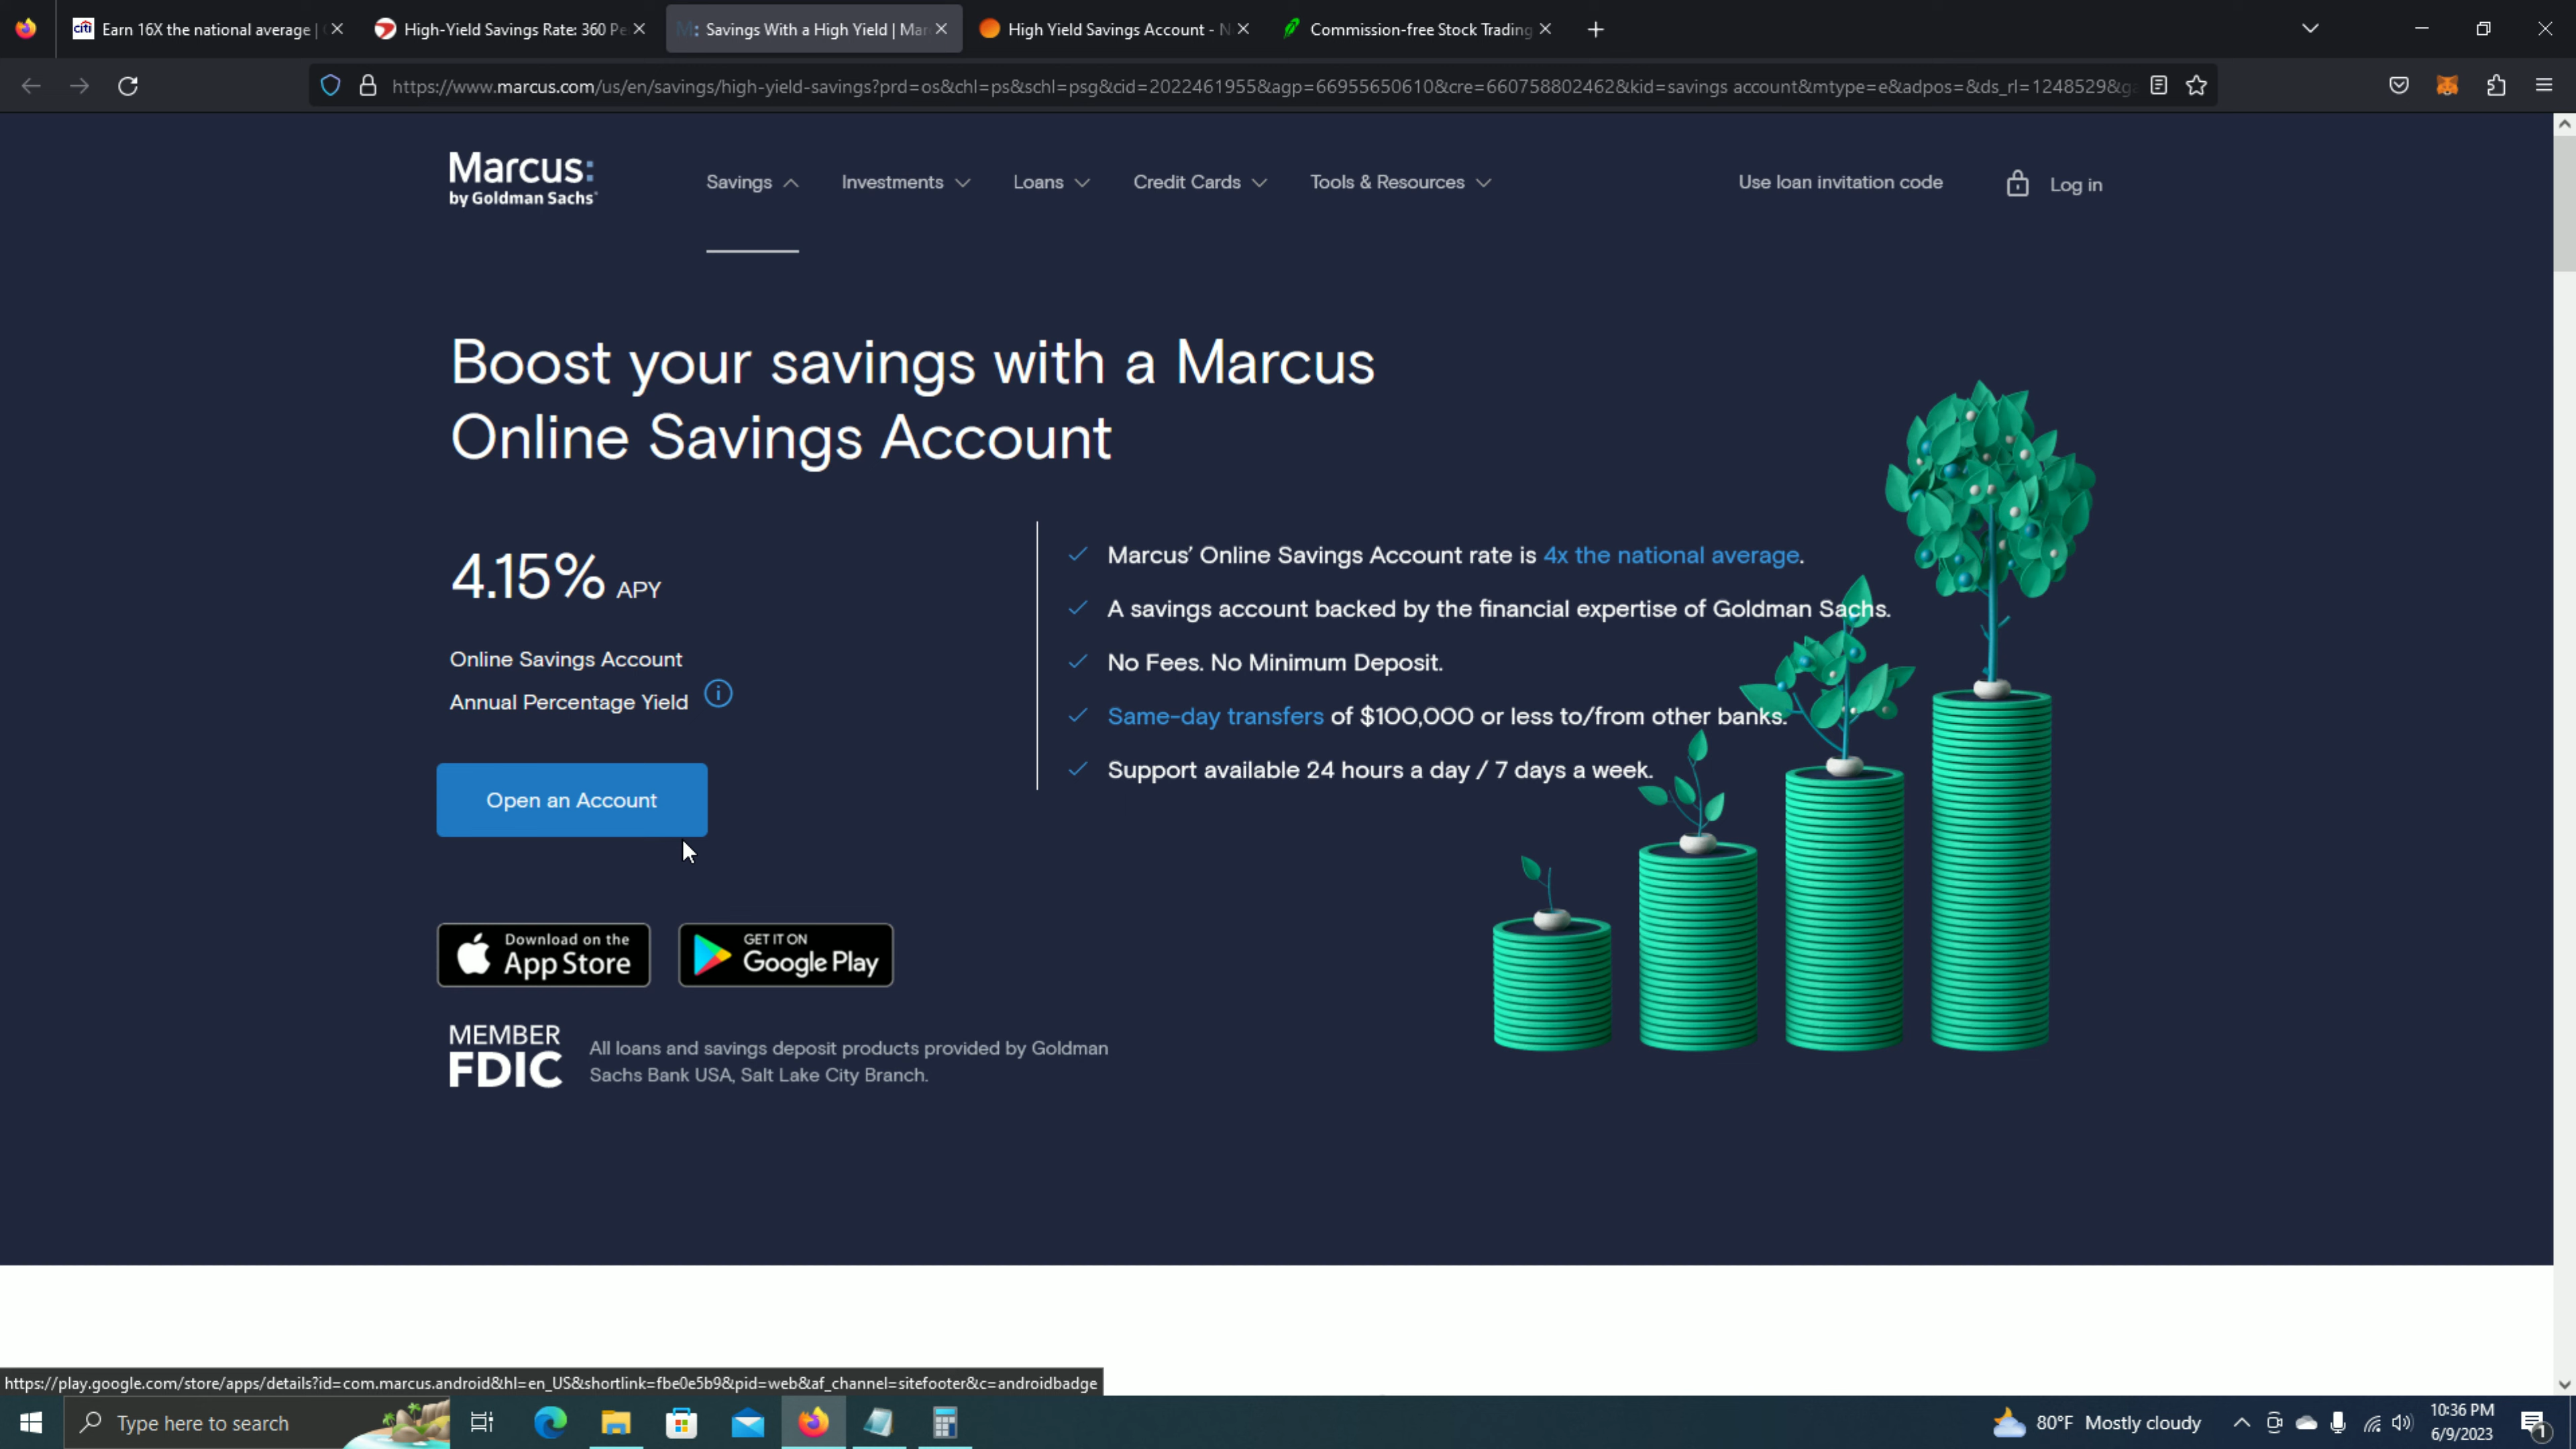 Earn 16X the national average |
High-Yield Savings Rate: 360 Pe
Savings With a High Yield | Mar
High Yield Savings Account - N
Commission-free Stock Trading
https://www.marcus.com/us/en/savings/high-yield-savings?prd=os&chl=ps&schl=psg&cid=2022461955&agp=66955650610&cre=660758802462&kid=savings account&mtype=e&adpos=&ds_rl=1248529&ga
Marcus:
by Goldman Sachs
Savings
Investments
Loans
Credit Cards
Tools & Resources
Use loan invitation code
Log in
Boost your savings with a Marcus
Online Savings Account
4.15% APY
Online Savings Account
Annual Percentage Yield
Open an Account
Marcus' Online Savings Account rate is 4x the national average.
A savings account backed by the financial expertise of Goldman Sachs.
No Fees. No Minimum Deposit.
Same-day transfers of $100,000 or less to/from other banks.
Support available 24 hours a day / 7 days a week.
Download on the
App Store
GET IT ON
Google Play
MEMBER
FDIC
All loans and savings deposit products provided by Goldman
Sachs Bank USA, Salt Lake City Branch.
https://play.google.com/store/apps/details?id=com.marcus.android&hl=en_US&shortlink=fbe0e5b9&pid=web&af_channel=sitefooter&c=androidbadge
Type here to search
80°F Mostly cloudy
10:36 PM
6/9/2023
1